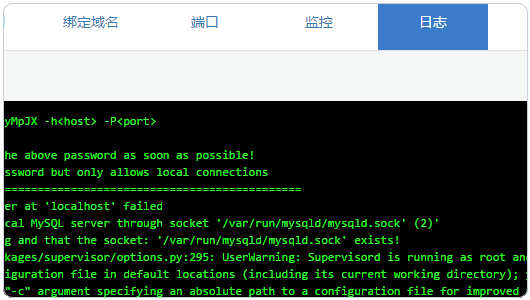 绑定域名 端口 监控 日志
yMpJX -h<host> -P<port>
he above password as soon as possible!
ssword but only allows local connections
==============================================
er at 'localhost' failed
cal MySQL server through socket '/var/run/mysqld/mysqld.sock' (2)'
g and that the socket: '/var/run/mysqld/mysqld.sock' exists!
kages/supervisor/options.py:295: UserWarning: Supervisord is running as root an
iguration file in default locations (including its current working directory);
"-c" argument specifying an absolute path to a configuration file for improved